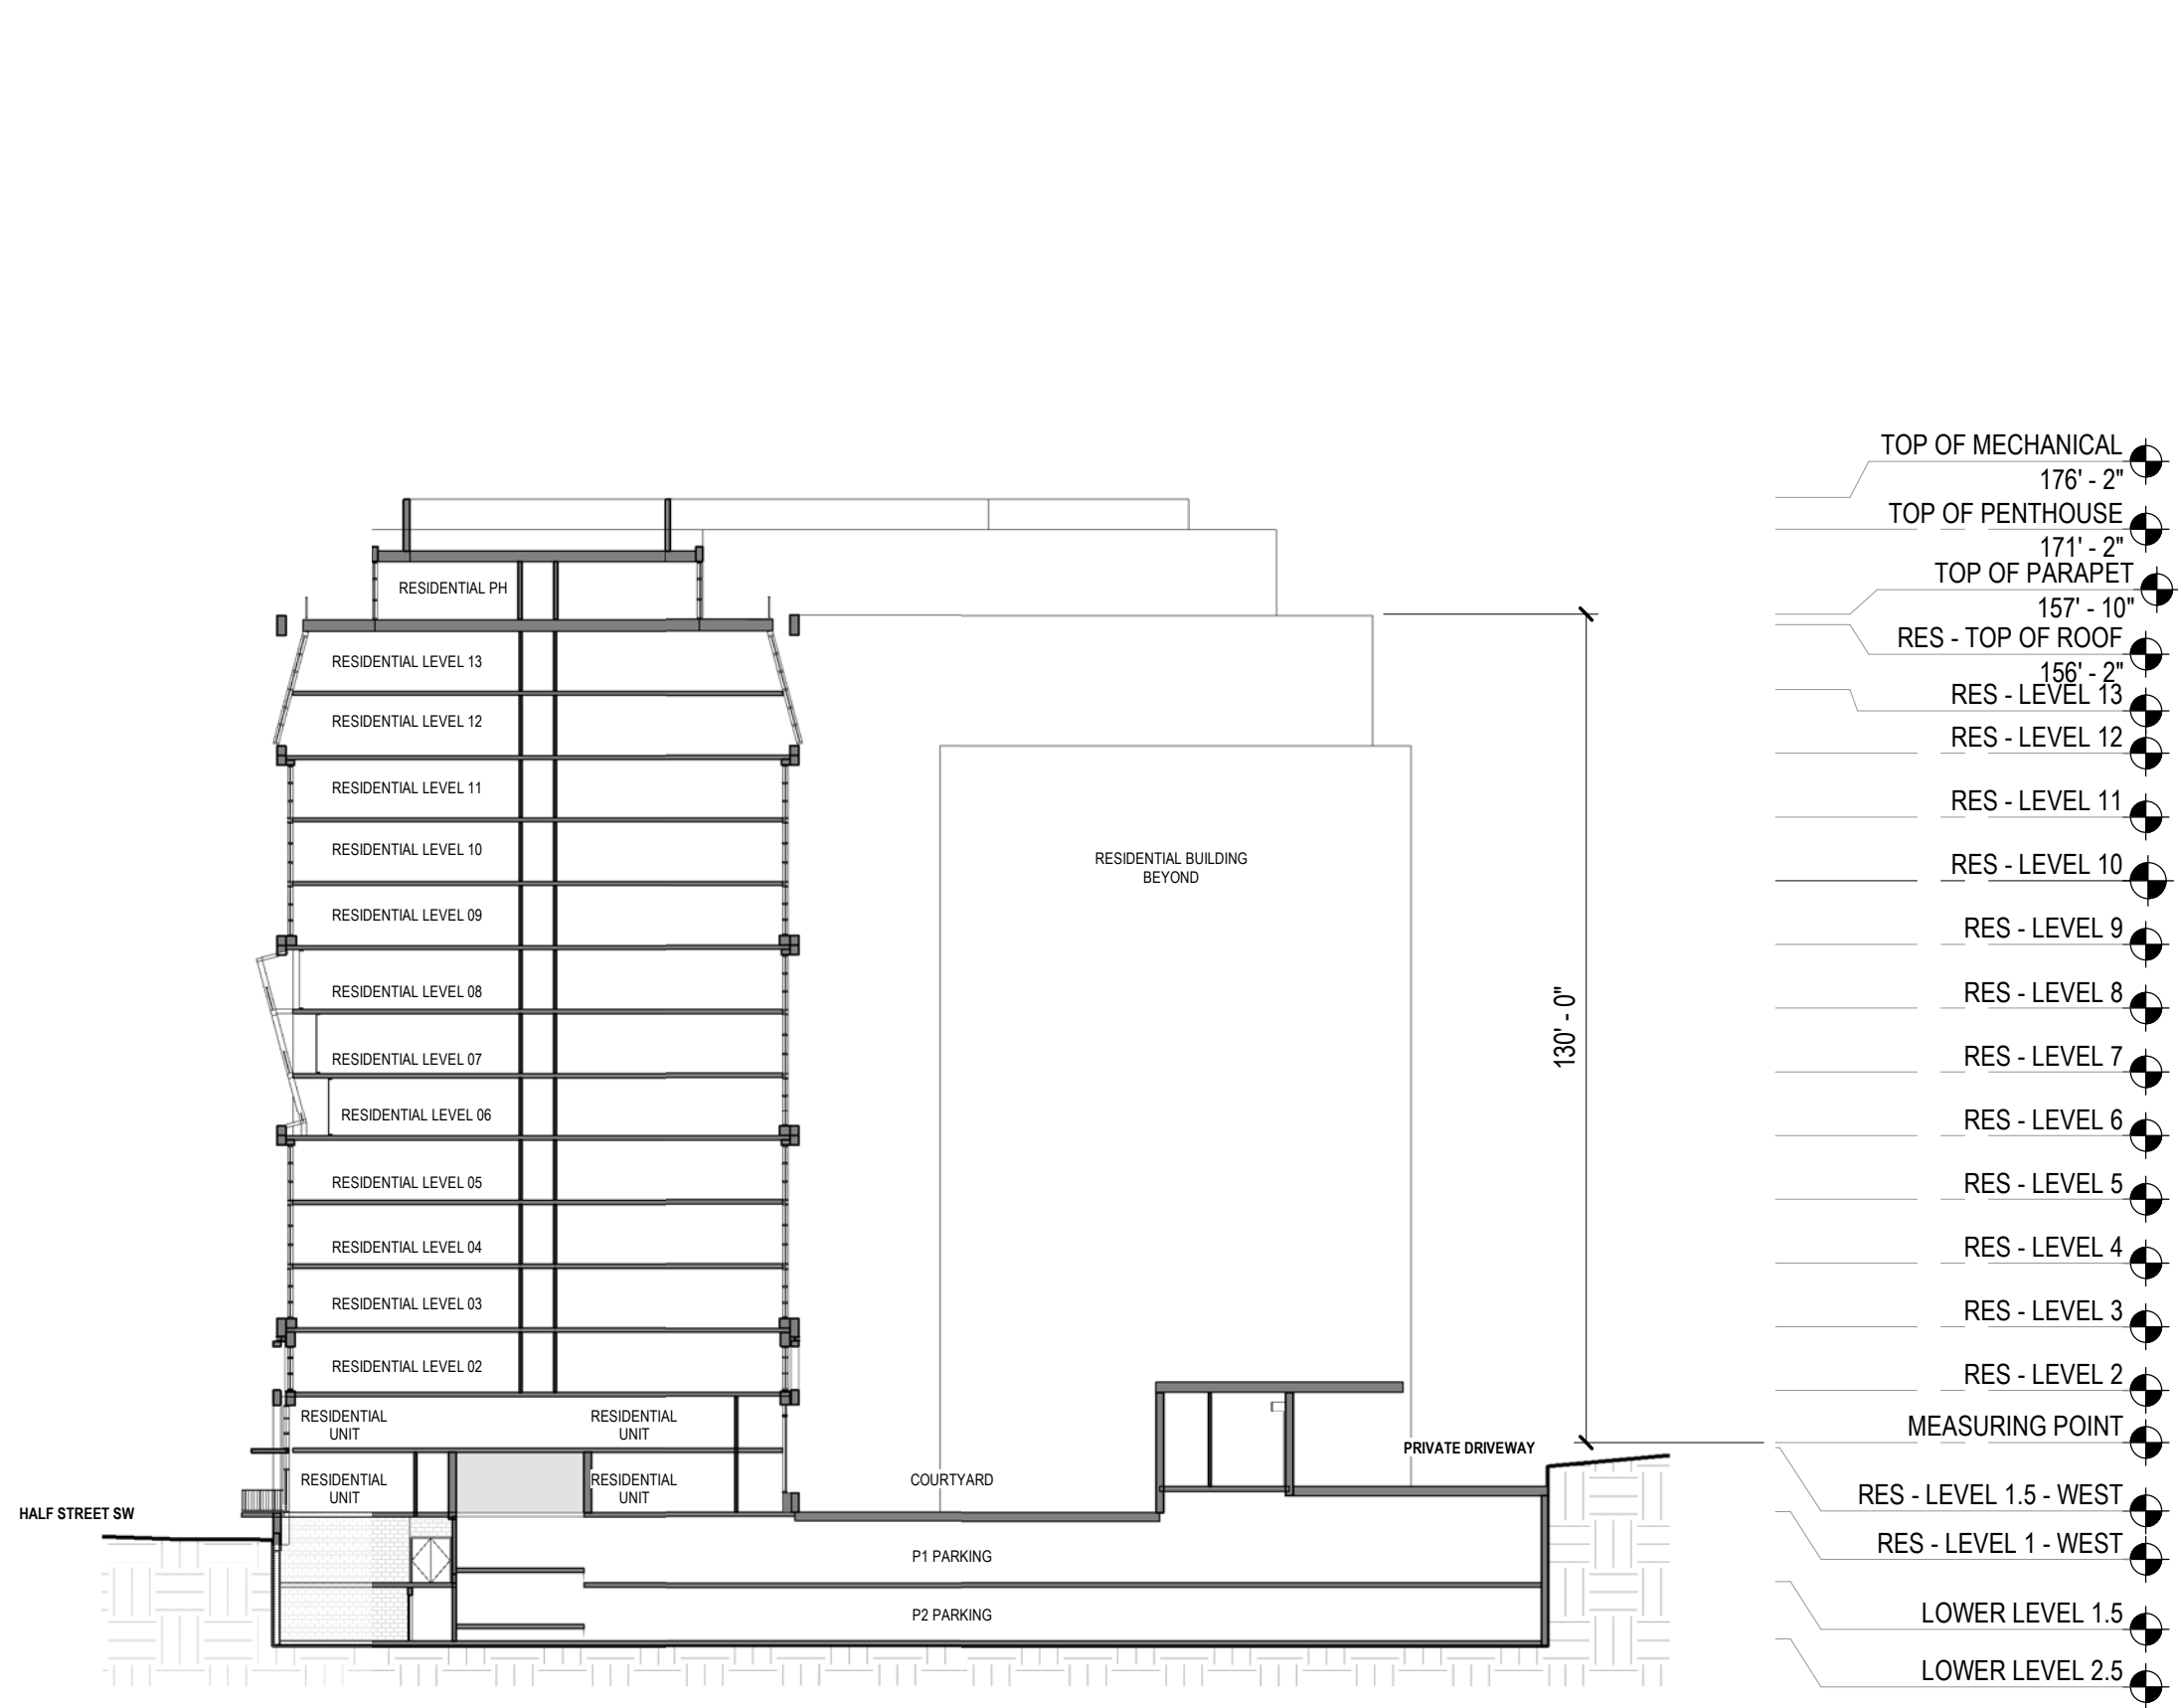 TOP OF MECHANICAL
176' - 2"
TOP OF PENTHOUSE
171' - 2"
TOP OF PARAPET
157' - 10"
RES - TOP OF ROOF
156' - 2"
RES - LEVEL 13
RES - LEVEL 12
RES - LEVEL 11
RES - LEVEL 10
RES - LEVEL 9
RES - LEVEL 8
RES - LEVEL 7
RES - LEVEL 6
RES - LEVEL 5
RES - LEVEL 4
RES - LEVEL 3
RES - LEVEL 2
MEASURING POINT
RES - LEVEL 1.5 - WEST
RES - LEVEL 1 - WEST
LOWER LEVEL 1.5
LOWER LEVEL 2.5
RESIDENTIAL PH
RESIDENTIAL LEVEL 13
RESIDENTIAL LEVEL 12
RESIDENTIAL LEVEL 11
RESIDENTIAL LEVEL 10
RESIDENTIAL LEVEL 09
RESIDENTIAL LEVEL 08
RESIDENTIAL LEVEL 07
RESIDENTIAL LEVEL 06
RESIDENTIAL LEVEL 05
RESIDENTIAL LEVEL 04
RESIDENTIAL LEVEL 03
RESIDENTIAL LEVEL 02
RESIDENTIAL
UNIT
RESIDENTIAL
UNIT
RESIDENTIAL
UNIT
RESIDENTIAL
UNIT
RESIDENTIAL BUILDING
BEYOND
130' - 0"
PRIVATE DRIVEWAY
COURTYARD
HALF STREET SW
P1 PARKING
P2 PARKING